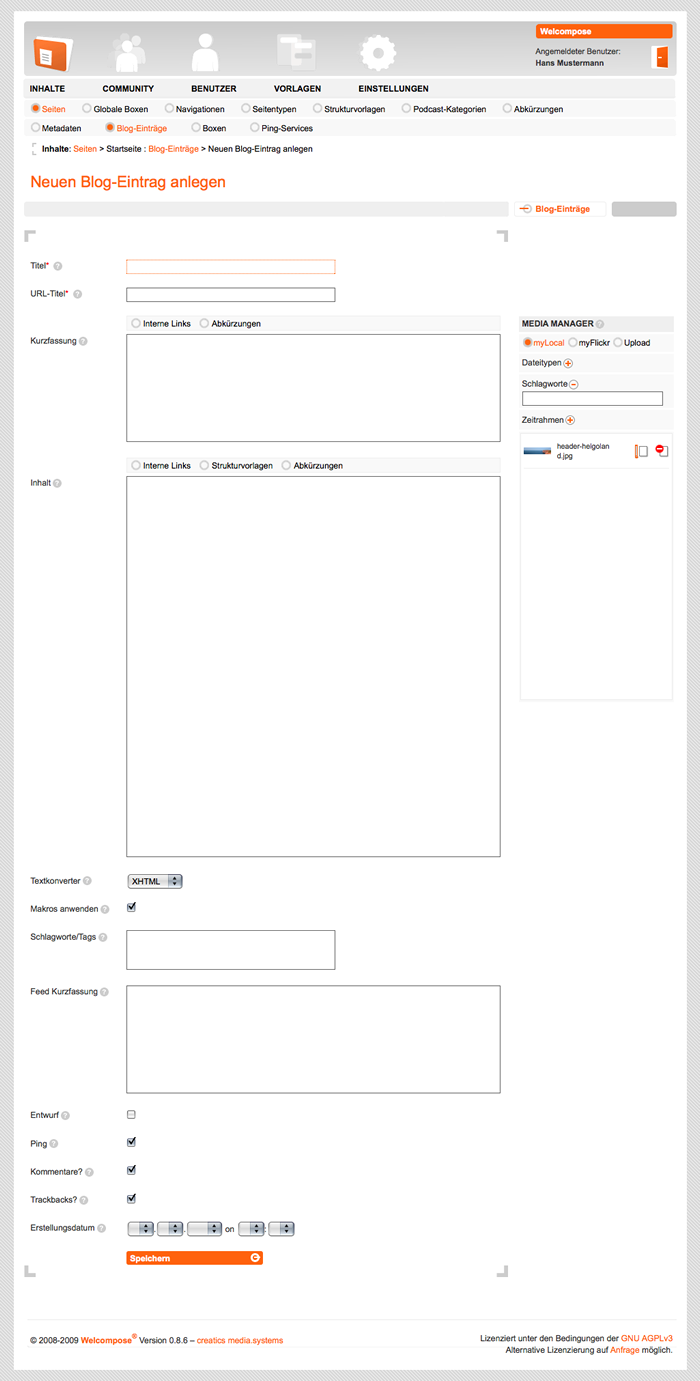 Welcompose
Angemeldeter Benutzer:
Hans Mustermann
INHALTE COMMUNITY BENUTZER VORLAGEN EINSTELLUNGEN
Seiten Globale Boxen Navigationen Seitentypen Strukturvorlagen Podcast-Kategorien Abkürzungen
Metadaten Blog-Einträge Boxen Ping-Services
Inhalte: Seiten > Startseite : Blog-Einträge > Neuen Blog-Eintrag anlegen
Neuen Blog-Eintrag anlegen
Blog-Einträge
Titel* ?
URL-Titel* ?
Interne Links Abkürzungen
Kurzfassung ?
MEDIA MANAGER ?
myLocal myFlickr Upload
Dateitypen
Schlagworte
Zeitrahmen
header-helgolan
d.jpg
Interne Links Strukturvorlagen Abkürzungen
Inhalt ?
Textkonverter ? XHTML
Makros anwenden ?
Schlagworte/Tags ?
Feed Kurzfassung ?
Entwurf ?
Ping ?
Kommentare? ?
Trackbacks? ?
Erstellungsdatum ? . . on :
Speichern
© 2008-2009 Welcompose® Version 0.8.6 – creatics media.systems
Lizenziert unter den Bedingungen der GNU AGPLv3
Alternative Lizenzierung auf Anfrage möglich.